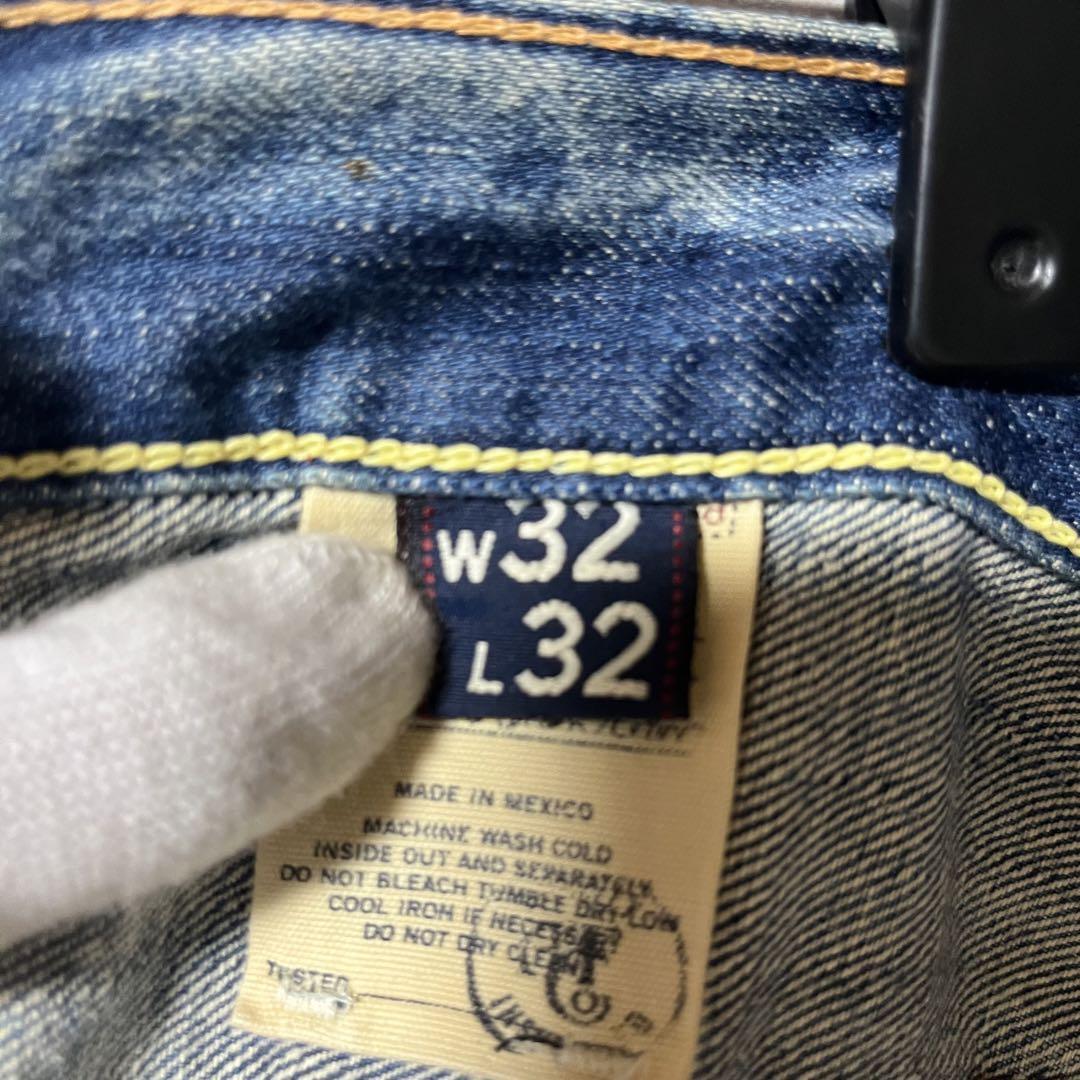 W32
L32
MADE IN MEXICO
MACHINE WASH COLD
INSIDE OUT AND SEPARATELY
DO NOT BLEACH TUMBLE DRY LOW
COOL IRON IF NECESSARY
DO NOT DRY CLEAN
TESTED